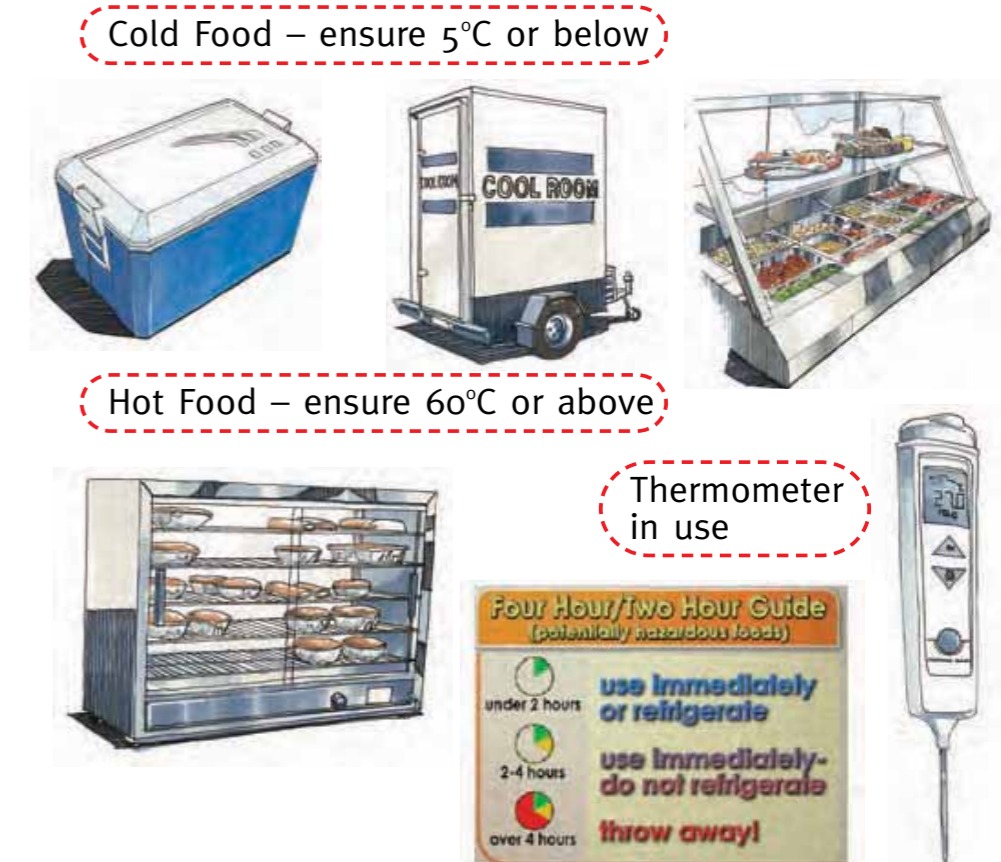 Cold Food – ensure 5°C or below
COOL ROOM
COOL ROOM
Hot Food – ensure 60°C or above
Thermometer
in use
27.0
Four Hour/Two Hour Guide
(potentially hazardous foods)
under 2 hours
use immediately
or refrigerate
2-4 hours
use immediately-
do not refrigerate
over 4 hours
throw away!